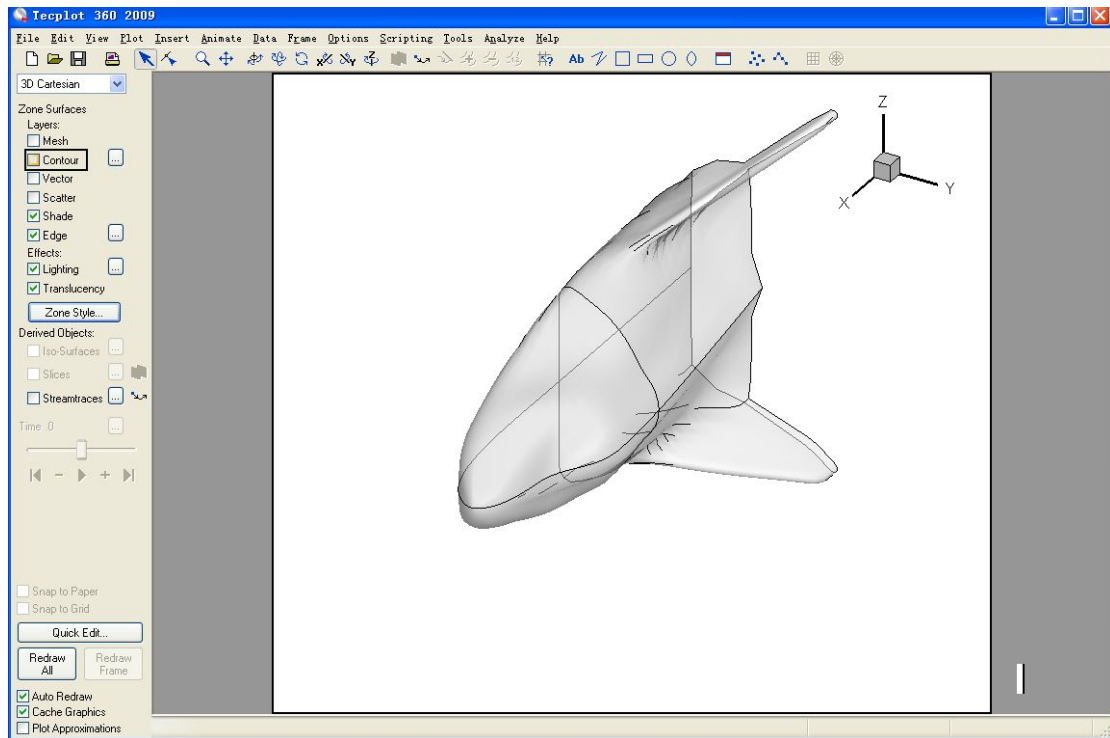 Tecplot 360 2009
File Edit View Plot Insert Animate Data Frame Options Scripting Tools Analyze Help
Ab
3D Cartesian
Zone Surfaces
Layers:
Mesh
Contour ...
Vector
Scatter
Shade
Edge ...
Effects:
Lighting ...
Translucency
Zone Style...
Derived Objects:
Iso-Surfaces ...
Slices ...
Streamtraces ...
Time 0 ...
Snap to Paper
Snap to Grid
Quick Edit...
Redraw All
Redraw Frame
Auto Redraw
Cache Graphics
Plot Approximations
Z
X
Y